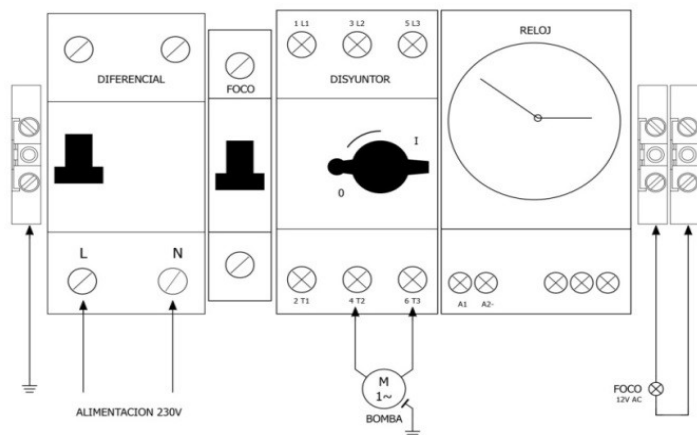 DIFERENCIAL
L
N
ALIMENTACION 230V
FOCO
1 L1
3 L2
5 L3
DISYUNTOR
I
0
2 T1
4 T2
6 T3
M
1~
BOMBA
RELOJ
A1
A2-
FOCO
12V AC